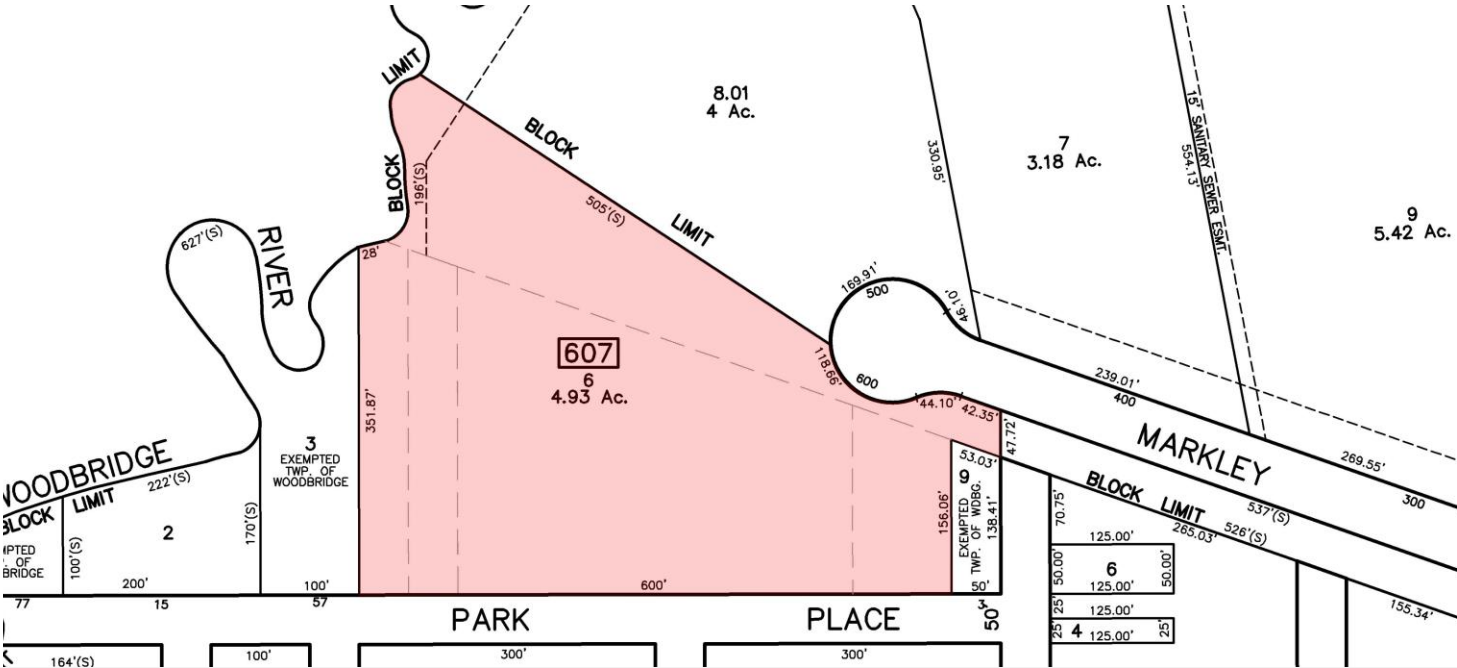 LIMIT
8.01
4 Ac.
BLOCK
330.95'
7
3.18 Ac.
15' SANITARY SEWER ESMT.
554.13'
9
5.42 Ac.
BLOCK
196'(S)
505'(S)
LIMIT
627'(S)
RIVER
28'
169.91'
500
46.10'
607
6
4.93 Ac.
118.66'
600
44.10'
42.35'
239.01'
400
351.87'
47.72'
MARKLEY
269.55'
300
WOODBRIDGE
222'(S)
BLOCK LIMIT
3
EXEMPTED
TWP. OF
WOODBRIDGE
53.03'
9
EXEMPTED
TWP. OF WDBG.
138.41'
156.06'
70.75'
BLOCK LIMIT
537'(S)
526'(S)
265.03'
2
170'(S)
100'(S)
MPTED
. OF
BRIDGE
125.00'
50.00'
6
50.00'
125.00'
200'
100'
600'
50'
77
15
57
3
50'
25'
125.00'
155.34'
PARK PLACE
25'
4
125.00'
25'
K
164'(S)
100'
300'
300'